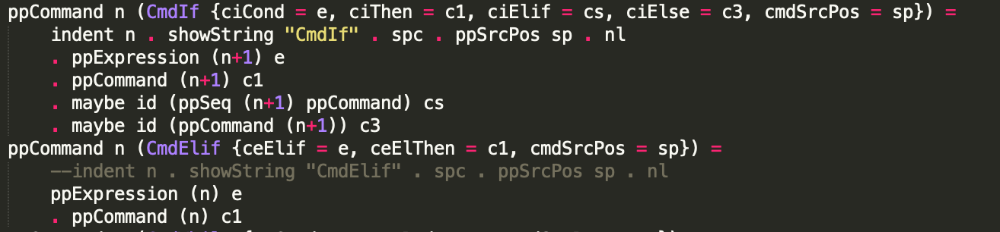 ppCommand n (CmdIf {ciCond = e, ciThen = c1, ciElif = cs, ciElse = c3, cmdSrcPos = sp}) =
    indent n . showString "CmdIf" . spc . ppSrcPos sp . nl
    . ppExpression (n+1) e
    . ppCommand (n+1) c1
    . maybe id (ppSeq (n+1) ppCommand) cs
    . maybe id (ppCommand (n+1)) c3
ppCommand n (CmdElif {ceElif = e, ceElThen = c1, cmdSrcPos = sp}) =
    --indent n . showString "CmdElif" . spc . ppSrcPos sp . nl
    ppExpression (n) e
    . ppCommand (n) c1